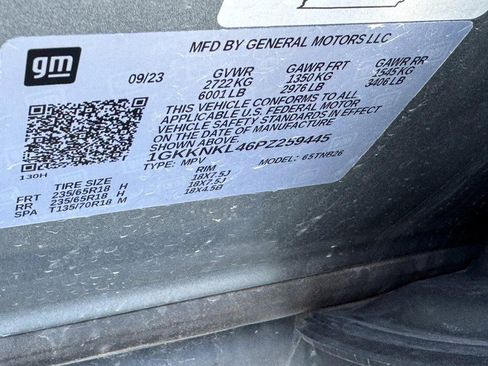 gm
MFD BY GENERAL MOTORS LLC
09/23 GVWR GAWR FRT GAWR RR
2722 KG 1350 KG 1545 KG
6001 LB 2976 LB 3406 LB
THIS VEHICLE CONFORMS TO ALL
APPLICABLE U.S. FEDERAL MOTOR
VEHICLE SAFETY STANDARDS IN EFFECT
ON THE DATE OF MANUFACTURE
SHOWN ABOVE.
1GKKNKL46PZ259445
TYPE: MPV MODEL: 6STNB26
130H
TIRE SIZE RIM
FRT 235/65R18 H 18X7.5J
RR 235/65R18 H 18X7.5J
SPA T135/70R18 M 18X4.5B